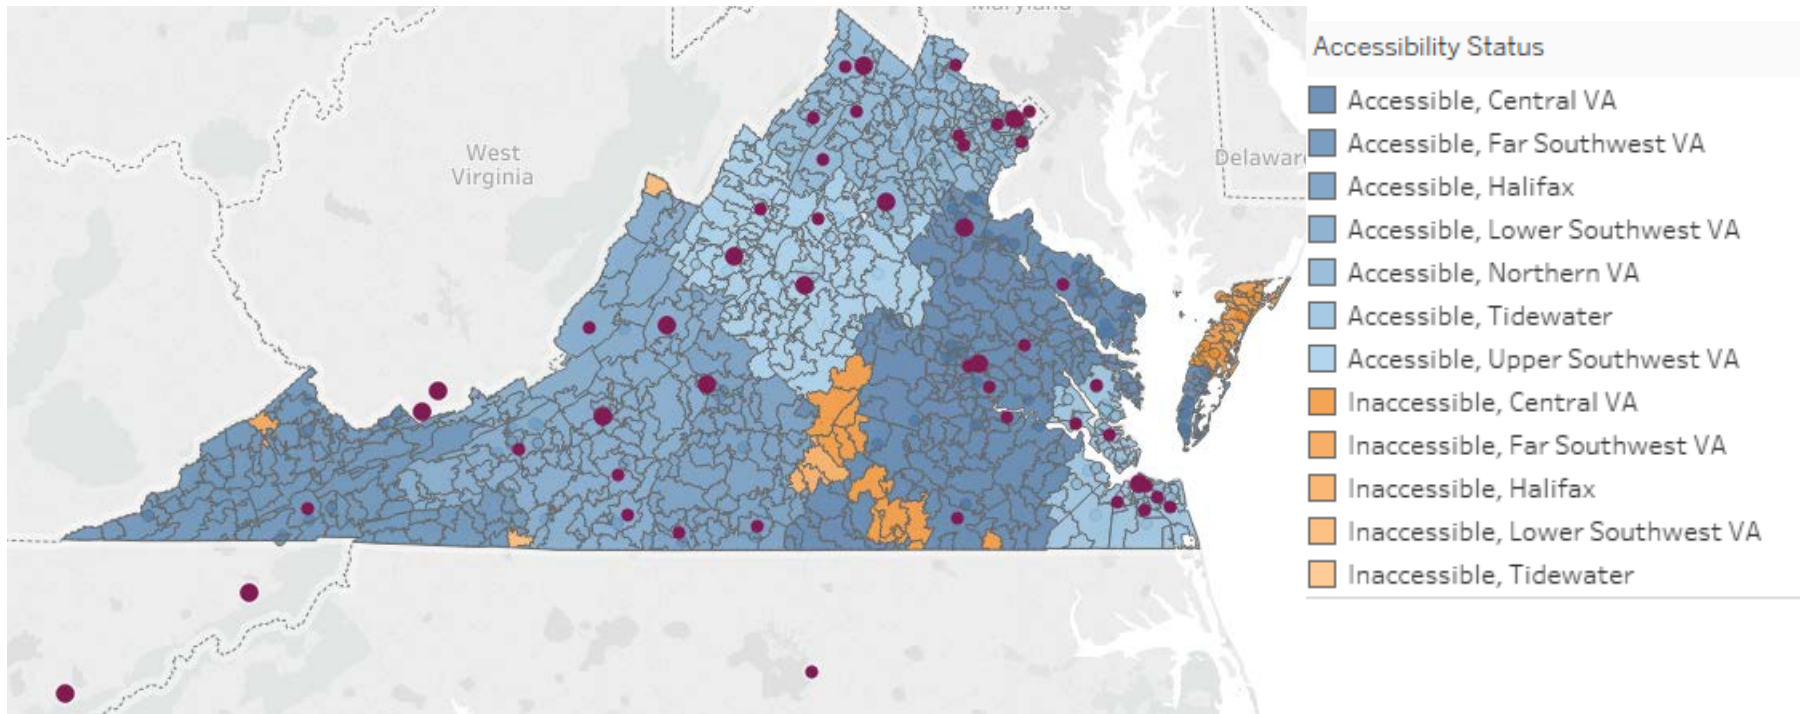 Maryland
West
Virginia
Delaware
Accessibility Status
Accessible, Central VA
Accessible, Far Southwest VA
Accessible, Halifax
Accessible, Lower Southwest VA
Accessible, Northern VA
Accessible, Tidewater
Accessible, Upper Southwest VA
Inaccessible, Central VA
Inaccessible, Far Southwest VA
Inaccessible, Halifax
Inaccessible, Lower Southwest VA
Inaccessible, Tidewater